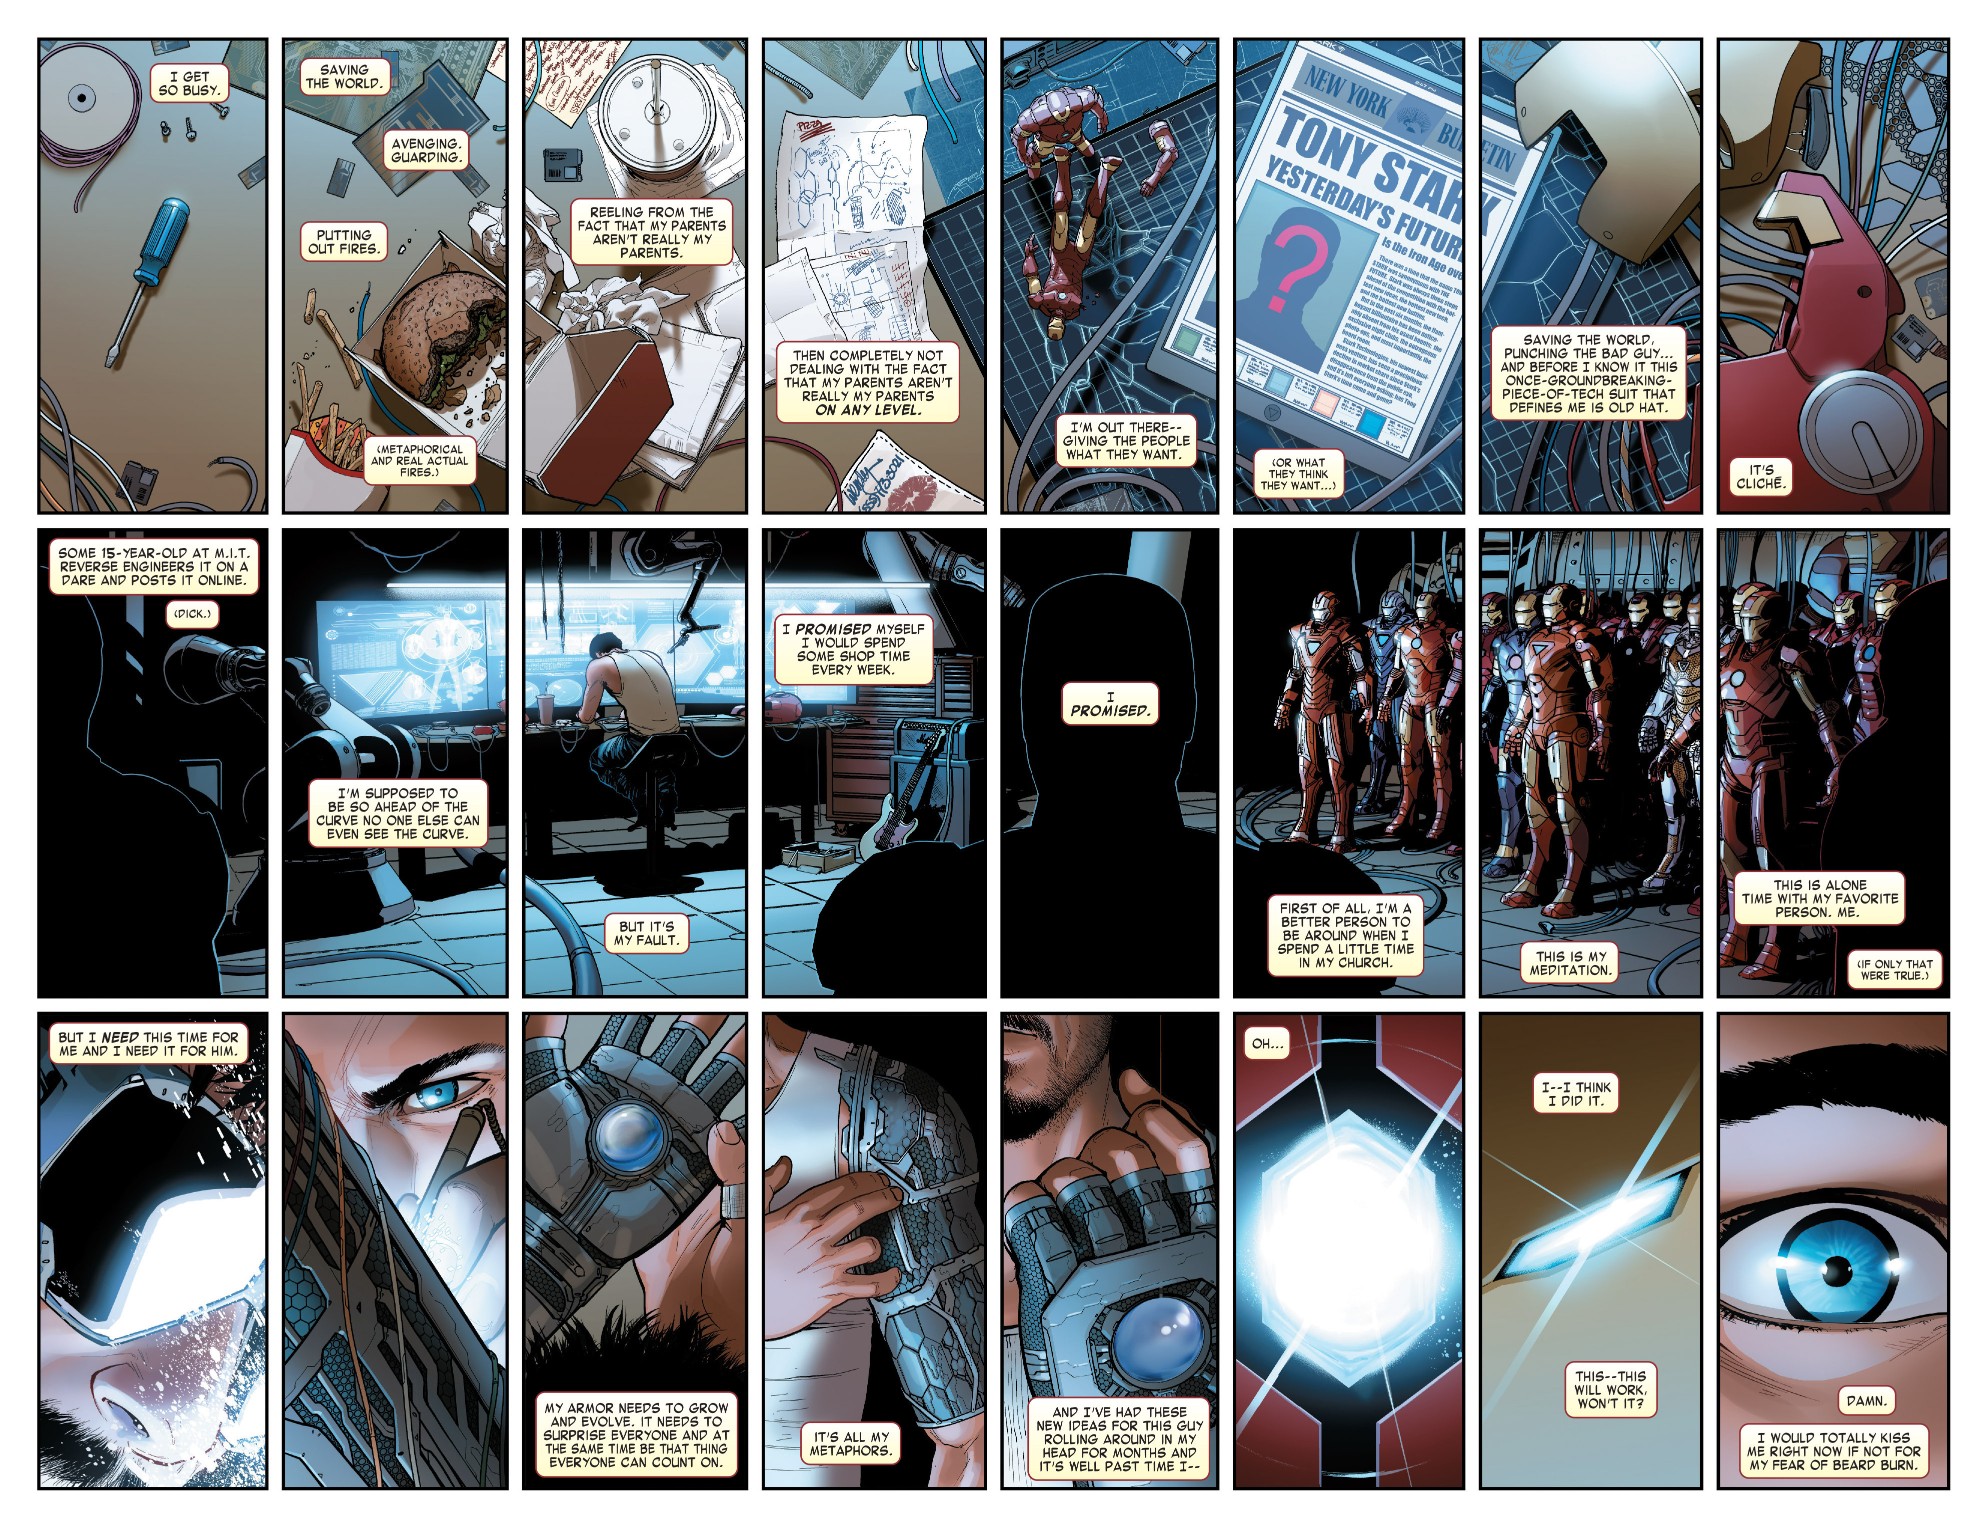 I GET
SO BUSY.
SAVING
THE WORLD.
AVENGING.
GUARDING.
PUTTING
OUT FIRES.
(METAPHORICAL
AND REAL ACTUAL
FIRES.)
REELING FROM THE
FACT THAT MY PARENTS
AREN'T REALLY MY
PARENTS.
PIZZA
THEN COMPLETELY NOT
DEALING WITH THE FACT
THAT MY PARENTS AREN'T
REALLY MY PARENTS
ON ANY LEVEL.
I'M OUT THERE--
GIVING THE PEOPLE
WHAT THEY WANT.
NEW YORK
BULLETIN
TONY STARK
YESTERDAY'S FUTUR
Is the Iron Age ove
(OR WHAT
THEY THINK
THEY WANT...)
SAVING THE WORLD,
PUNCHING THE BAD GUY...
AND BEFORE I KNOW IT THIS
ONCE-GROUNDBREAKING-
PIECE-OF-TECH SUIT THAT
DEFINES ME IS OLD HAT.
IT'S
CLICHÉ.
SOME 15-YEAR-OLD AT M.I.T.
REVERSE ENGINEERS IT ON A
DARE AND POSTS IT ONLINE.
(DICK.)
I'M SUPPOSED TO
BE SO AHEAD OF THE
CURVE NO ONE ELSE CAN
EVEN SEE THE CURVE.
BUT IT'S
MY FAULT.
I PROMISED MYSELF
I WOULD SPEND
SOME SHOP TIME
EVERY WEEK.
I
PROMISED.
FIRST OF ALL, I'M A
BETTER PERSON TO
BE AROUND WHEN I
SPEND A LITTLE TIME
IN MY CHURCH.
THIS IS MY
MEDITATION.
THIS IS ALONE
TIME WITH MY FAVORITE
PERSON. ME.
(IF ONLY THAT
WERE TRUE.)
BUT I NEED THIS TIME FOR
ME AND I NEED IT FOR HIM.
MY ARMOR NEEDS TO GROW
AND EVOLVE. IT NEEDS TO
SURPRISE EVERYONE AND AT
THE SAME TIME BE THAT THING
EVERYONE CAN COUNT ON.
IT'S ALL MY
METAPHORS.
AND I'VE HAD THESE
NEW IDEAS FOR THIS GUY
ROLLING AROUND IN MY
HEAD FOR MONTHS AND
IT'S WELL PAST TIME I--
OH...
I--I THINK
I DID IT.
THIS--THIS
WILL WORK,
WON'T IT?
DAMN.
I WOULD TOTALLY KISS
ME RIGHT NOW IF NOT FOR
MY FEAR OF BEARD BURN.